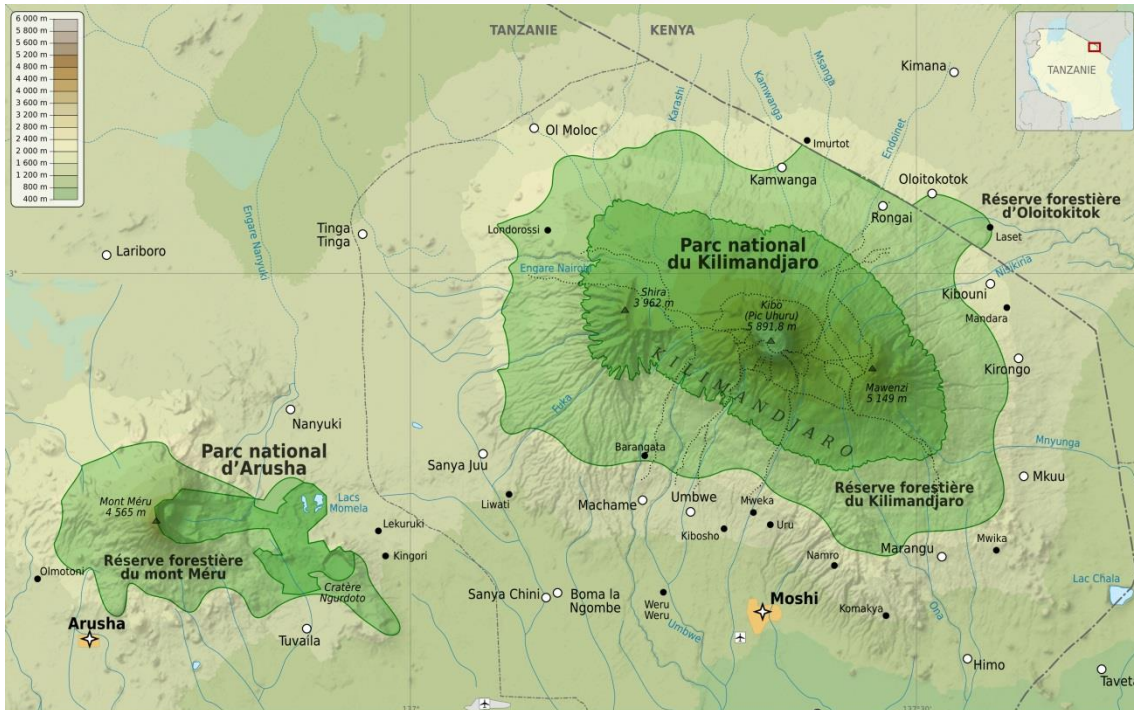 6 000 m
5 800 m
5 600 m
5 200 m
4 800 m
4 400 m
4 000 m
3 600 m
3 200 m
2 800 m
2 400 m
2 000 m
1 600 m
800 m
400 m
TANZANIE
KENYA
TANZANIE
Kimana
Msanga
Kamwanga
Karashi
Endoinet
Ol Moloc
Imurtot
Kamwanga
Oloitokotok
Réserve forestière
d'Oloitokitok
Rongai
Laset
Engare Nanyuki
Tinga
Tinga
Londorossi
Lariboro
Parc national
du Kilimandjaro
-3°
Engare Nairobi
Nisikiria
Kibouni
Mandara
Shira
3 962 m
Kibo
(Pic Uhuru)
5 891,8 m
KILIMANDJARO
Mawenzi
5 149 m
Kirongo
Fuka
Nanyuki
Parc national
d'Arusha
Sanya Juu
Barangata
Mnyunga
Mkuu
Mont Méru
4 565 m
Lacs
Momela
Liwati
Machame
Umbwe
Mweka
Réserve forestière
du Kilimandjaro
Lekuruki
Kibosho
Uru
Kingori
Réserve forestière
du mont Méru
Namro
Marangu
Mwika
Olmotoni
Cratère
Ngurdoto
Sanya Chini
Boma la
Ngombe
Weru
Weru
Moshi
Komakya
Lac Chala
Arusha
Tuvaila
Umbwe
Ona
Himo
Taveta
137°
137°30'